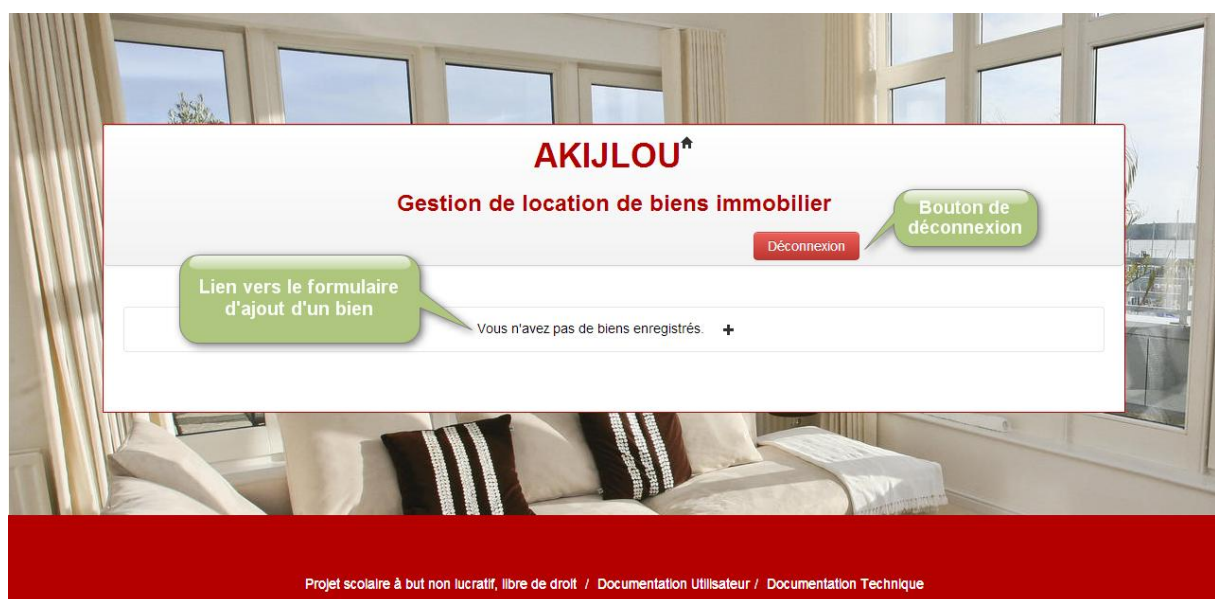 AKIJLOU
Gestion de location de biens immobilier
Bouton de
déconnexion
Déconnexion
Lien vers le formulaire
d'ajout d'un bien
Vous n'avez pas de biens enregistrés.
Projet scolaire à but non lucratif, libre de droit / Documentation Utilisateur / Documentation Technique